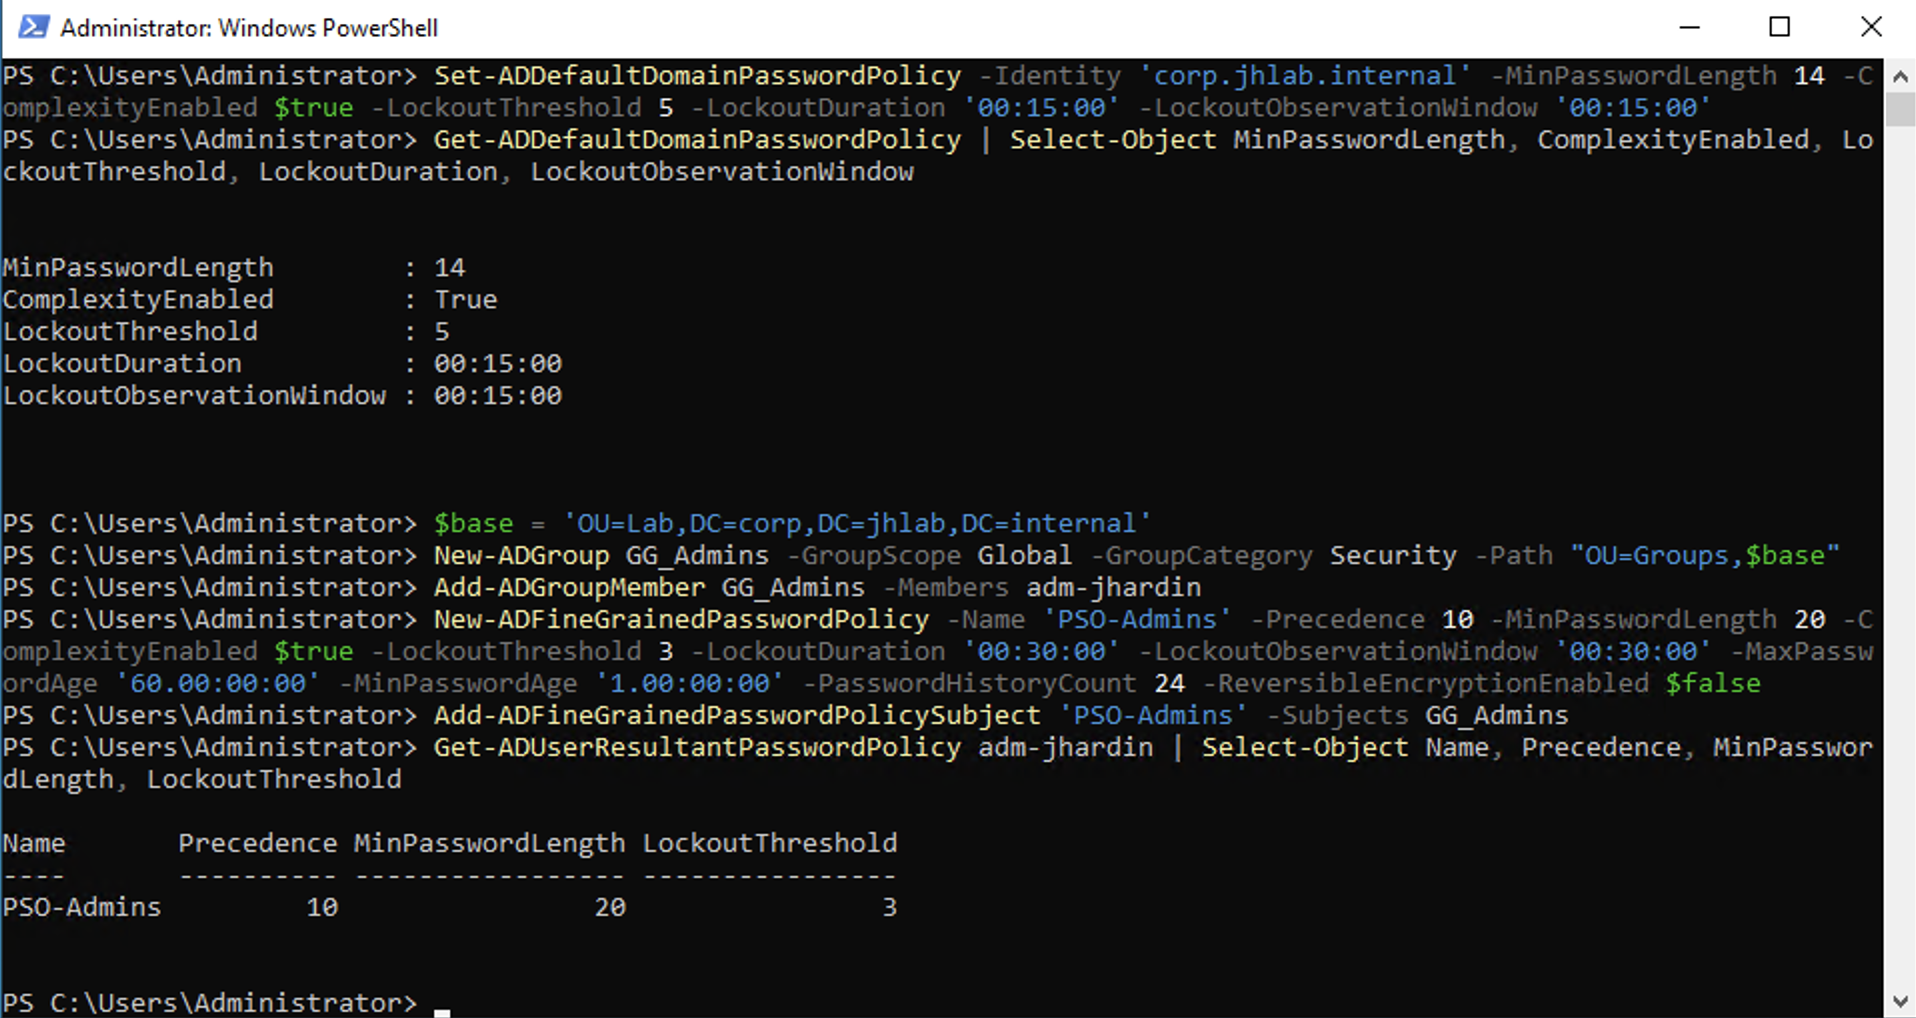 Administrator: Windows PowerShell
PS C:\Users\Administrator> Set-ADDefaultDomainPasswordPolicy -Identity 'corp.jhlab.internal' -MinPasswordLength 14 -C
omplexityEnabled $true -LockoutThreshold 5 -LockoutDuration '00:15:00' -LockoutObservationWindow '00:15:00'
PS C:\Users\Administrator> Get-ADDefaultDomainPasswordPolicy | Select-Object MinPasswordLength, ComplexityEnabled, Lo
ckoutThreshold, LockoutDuration, LockoutObservationWindow
MinPasswordLength        : 14
ComplexityEnabled        : True
LockoutThreshold         : 5
LockoutDuration          : 00:15:00
LockoutObservationWindow : 00:15:00
PS C:\Users\Administrator> $base = 'OU=Lab,DC=corp,DC=jhlab,DC=internal'
PS C:\Users\Administrator> New-ADGroup GG_Admins -GroupScope Global -GroupCategory Security -Path "OU=Groups,$base"
PS C:\Users\Administrator> Add-ADGroupMember GG_Admins -Members adm-jhardin
PS C:\Users\Administrator> New-ADFineGrainedPasswordPolicy -Name 'PSO-Admins' -Precedence 10 -MinPasswordLength 20 -C
omplexityEnabled $true -LockoutThreshold 3 -LockoutDuration '00:30:00' -LockoutObservationWindow '00:30:00' -MaxPassw
ordAge '60.00:00:00' -MinPasswordAge '1.00:00:00' -PasswordHistoryCount 24 -ReversibleEncryptionEnabled $false
PS C:\Users\Administrator> Add-ADFineGrainedPasswordPolicySubject 'PSO-Admins' -Subjects GG_Admins
PS C:\Users\Administrator> Get-ADUserResultantPasswordPolicy adm-jhardin | Select-Object Name, Precedence, MinPasswor
dLength, LockoutThreshold
Name       Precedence MinPasswordLength LockoutThreshold
----       ---------- ----------------- ----------------
PSO-Admins         10                20                3
PS C:\Users\Administrator>